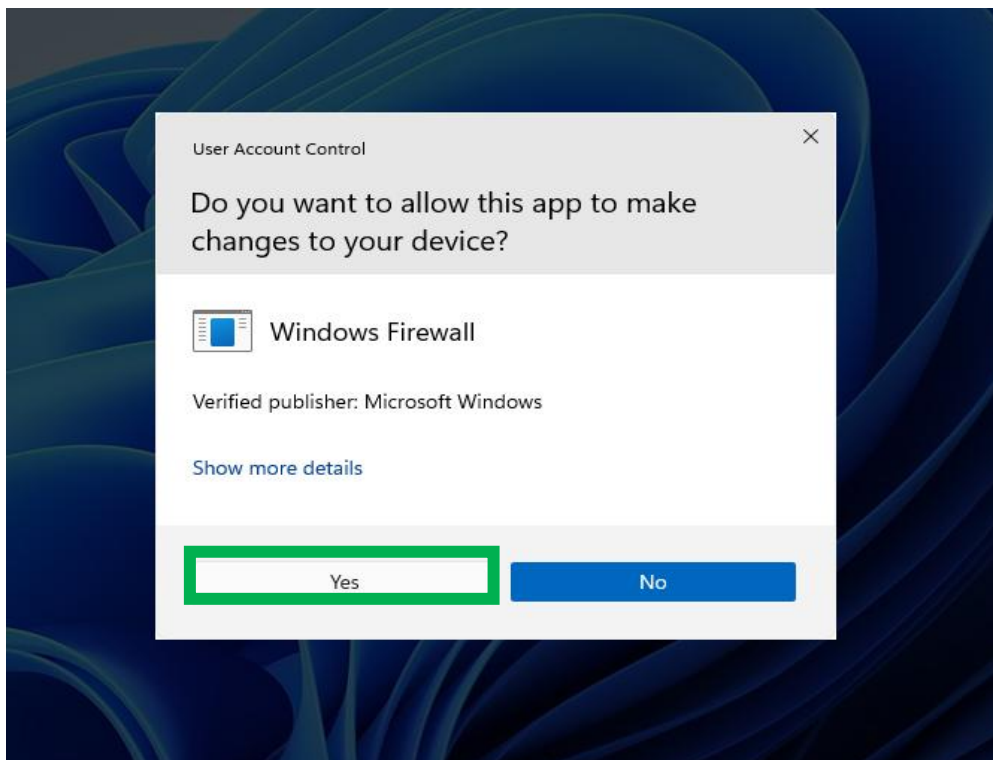 User Account Control
Do you want to allow this app to make
changes to your device?
Windows Firewall
Verified publisher: Microsoft Windows
Show more details
Yes
No